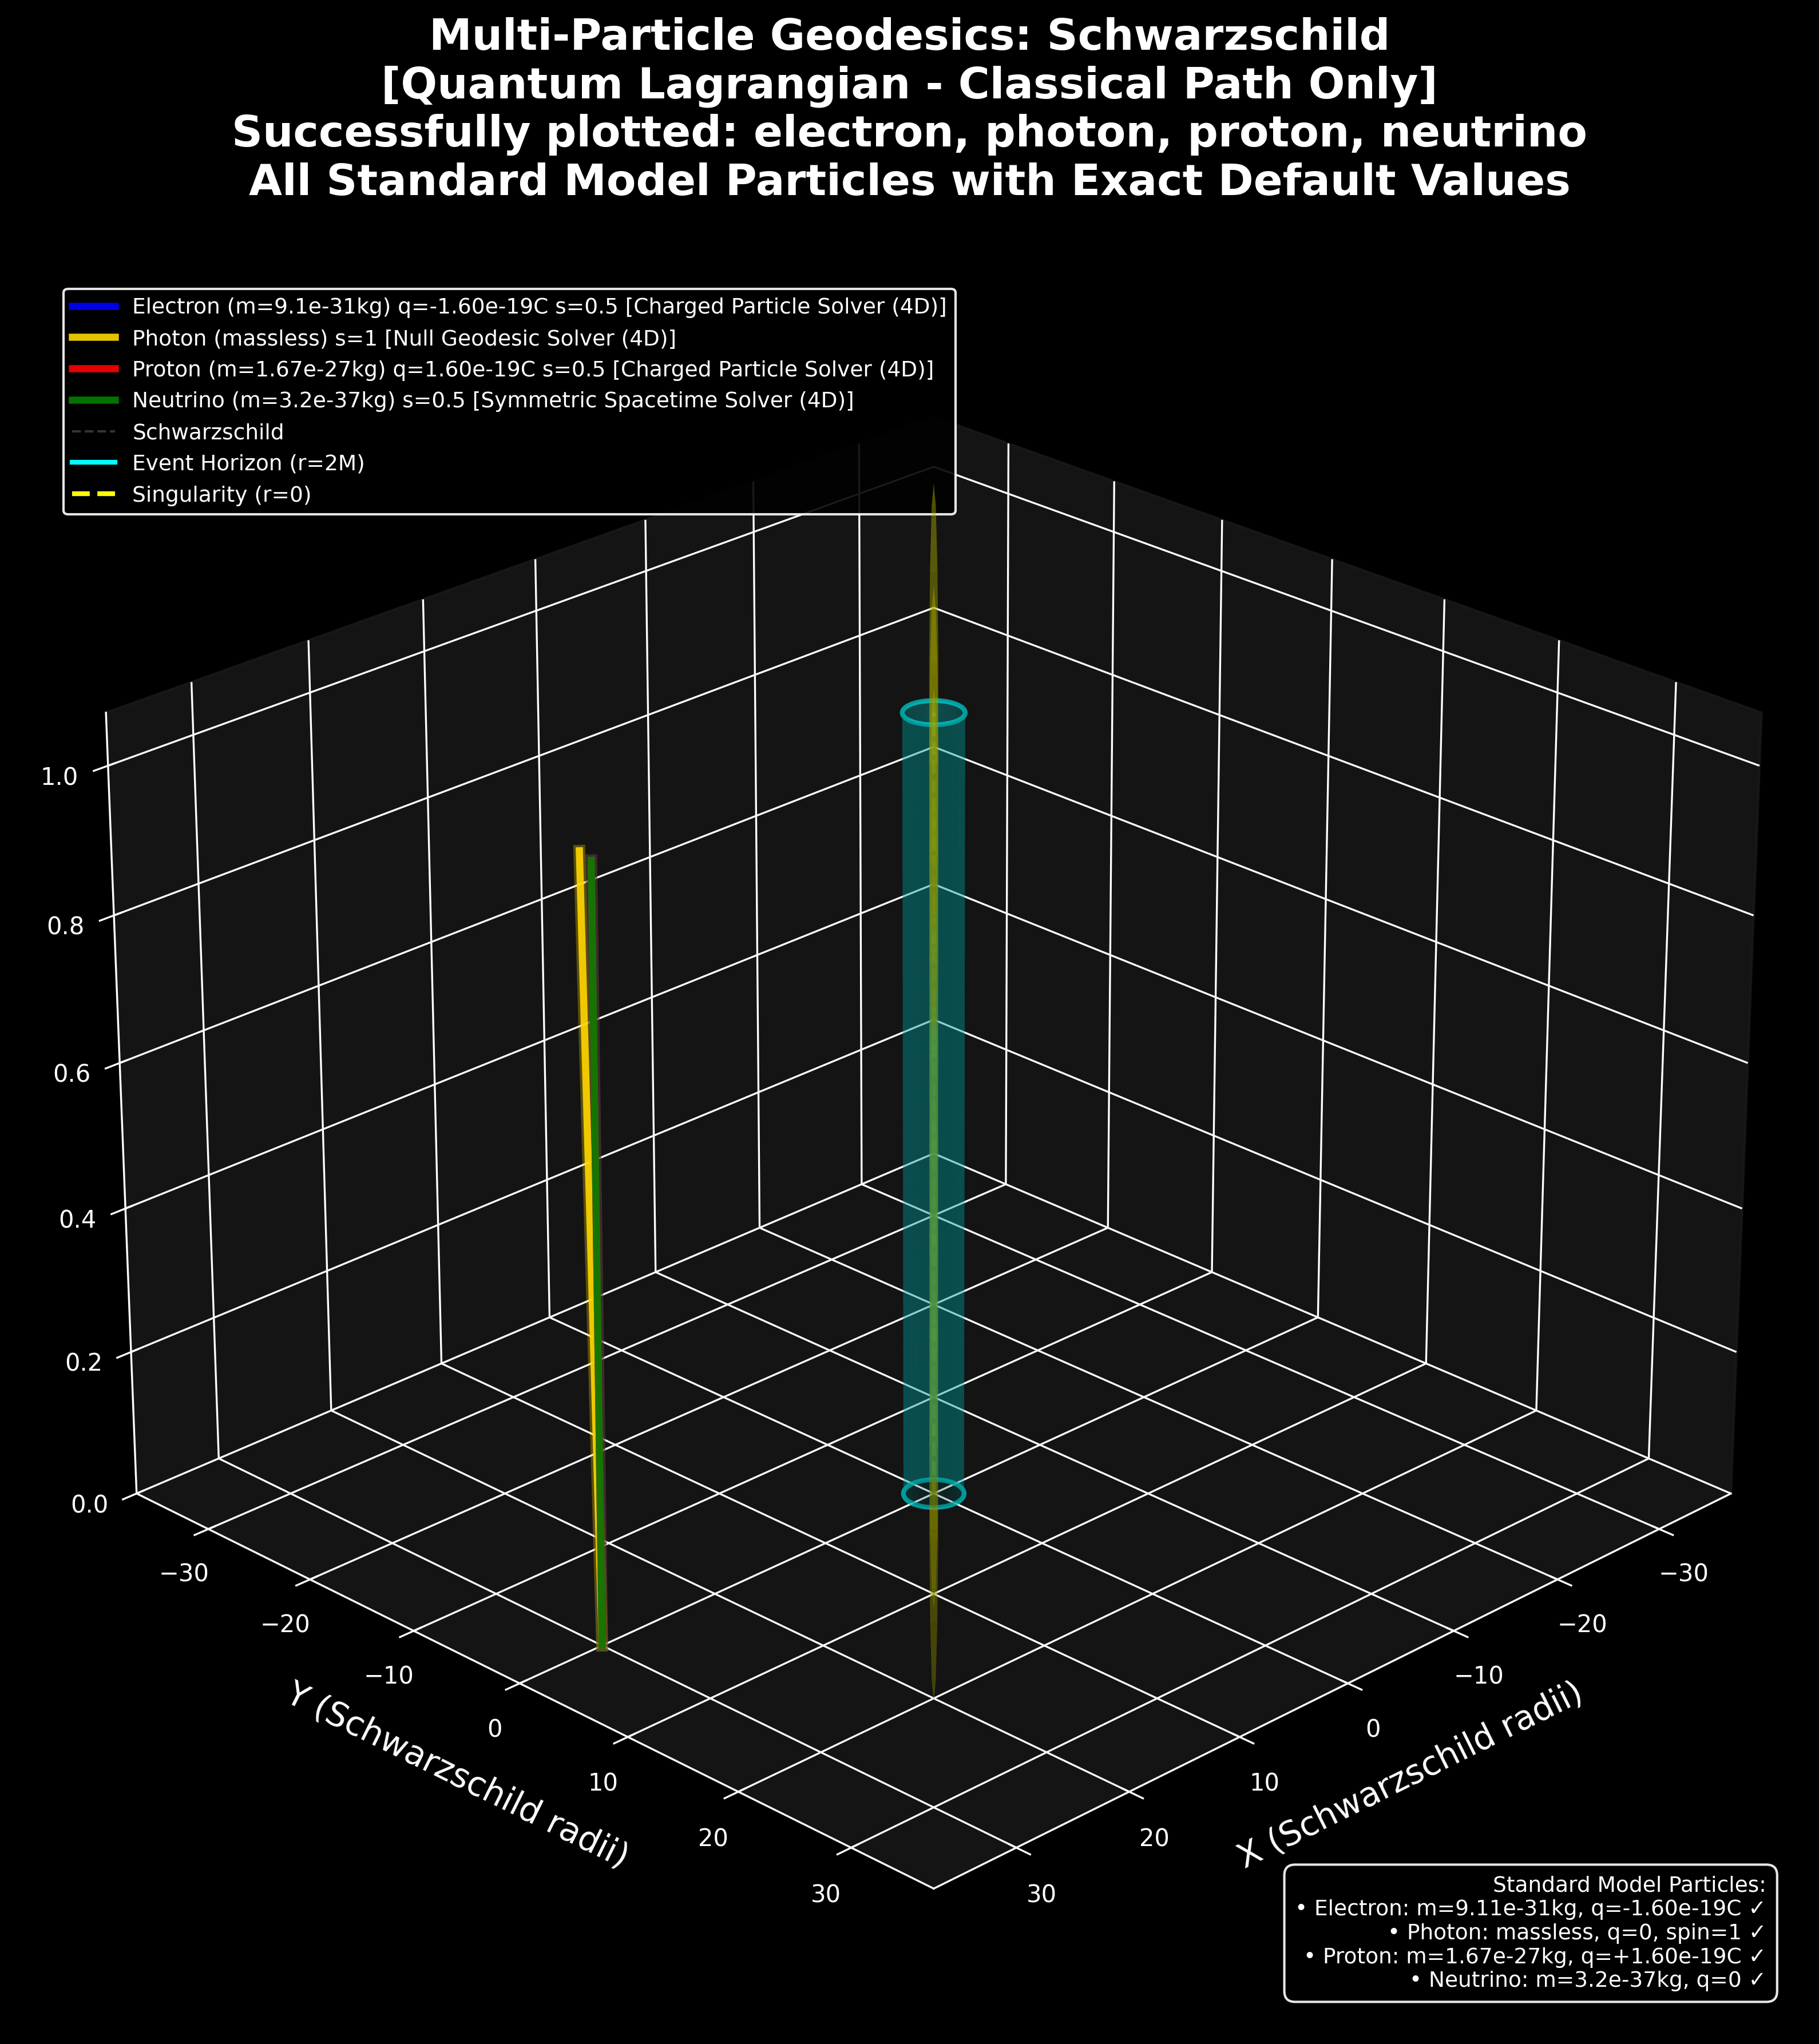 Multi-Particle Geodesics: Schwarzschild
[Quantum Lagrangian - Classical Path Only]
Successfully plotted: electron, photon, proton, neutrino
All Standard Model Particles with Exact Default Values
Electron (m=9.1e-31kg) q=-1.60e-19C s=0.5 [Charged Particle Solver (4D)]
Photon (massless) s=1 [Null Geodesic Solver (4D)]
Proton (m=1.67e-27kg) q=1.60e-19C s=0.5 [Charged Particle Solver (4D)]
Neutrino (m=3.2e-37kg) s=0.5 [Symmetric Spacetime Solver (4D)]
Schwarzschild
Event Horizon (r=2M)
Singularity (r=0)
1.0
0.8
0.6
0.4
0.2
0.0
−30
−20
−10
0
10
20
30
Y (Schwarzschild radii)
−30
−20
−10
0
10
20
30
X (Schwarzschild radii)
Standard Model Particles:
• Electron: m=9.11e-31kg, q=-1.60e-19C ✓
• Photon: massless, q=0, spin=1 ✓
• Proton: m=1.67e-27kg, q=+1.60e-19C ✓
• Neutrino: m=3.2e-37kg, q=0 ✓